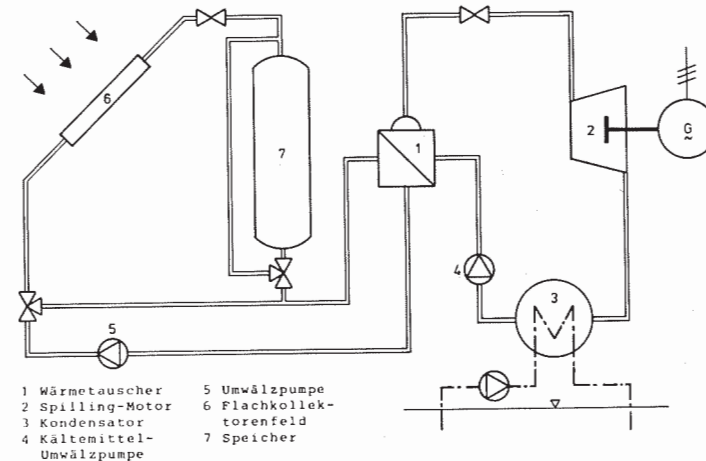 6
7
1
2
G
~
4
3
5
1 Wärmetauscher
2 Spilling-Motor
3 Kondensator
4 Kältemittel-
Umwälzpumpe
5 Umwälzpumpe
6 Flachkollek-
torenfeld
7 Speicher